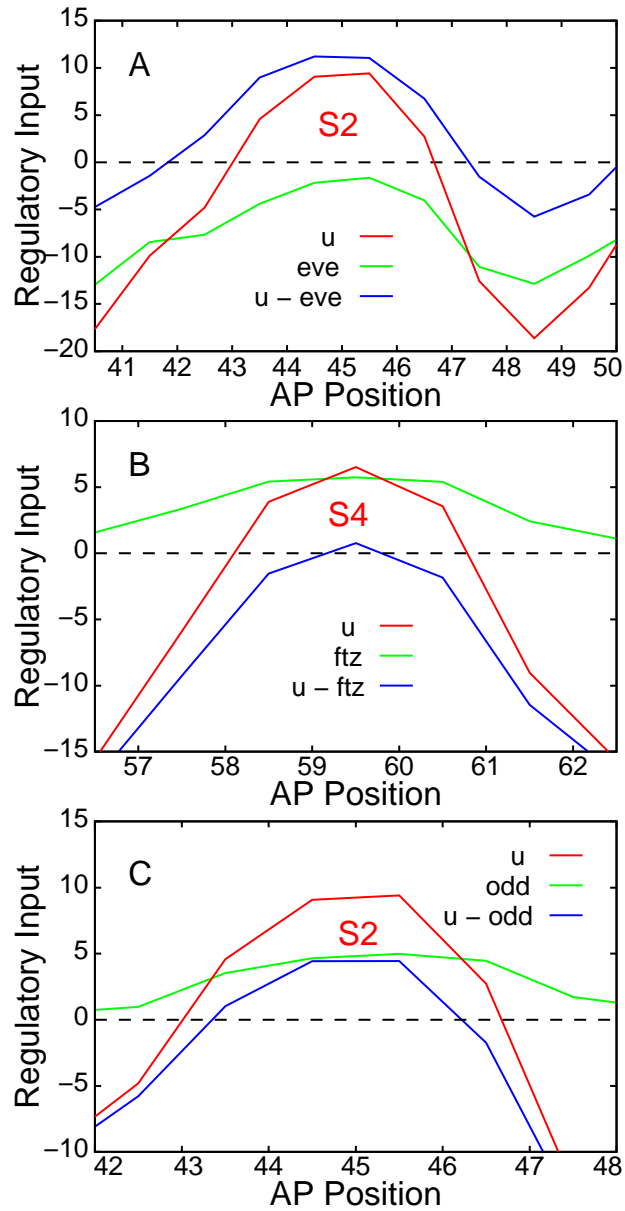 A
Regulatory Input
15
10
5
0
−5
−10
−15
−20
S2
u
eve
u − eve
41 42 43 44 45 46 47 48 49 50
AP Position
B
Regulatory Input
10
5
0
−5
−10
−15
S4
u
ftz
u − ftz
57 58 59 60 61 62
AP Position
C
Regulatory Input
15
10
5
0
−5
−10
u
odd
u − odd
S2
42 43 44 45 46 47 48
AP Position